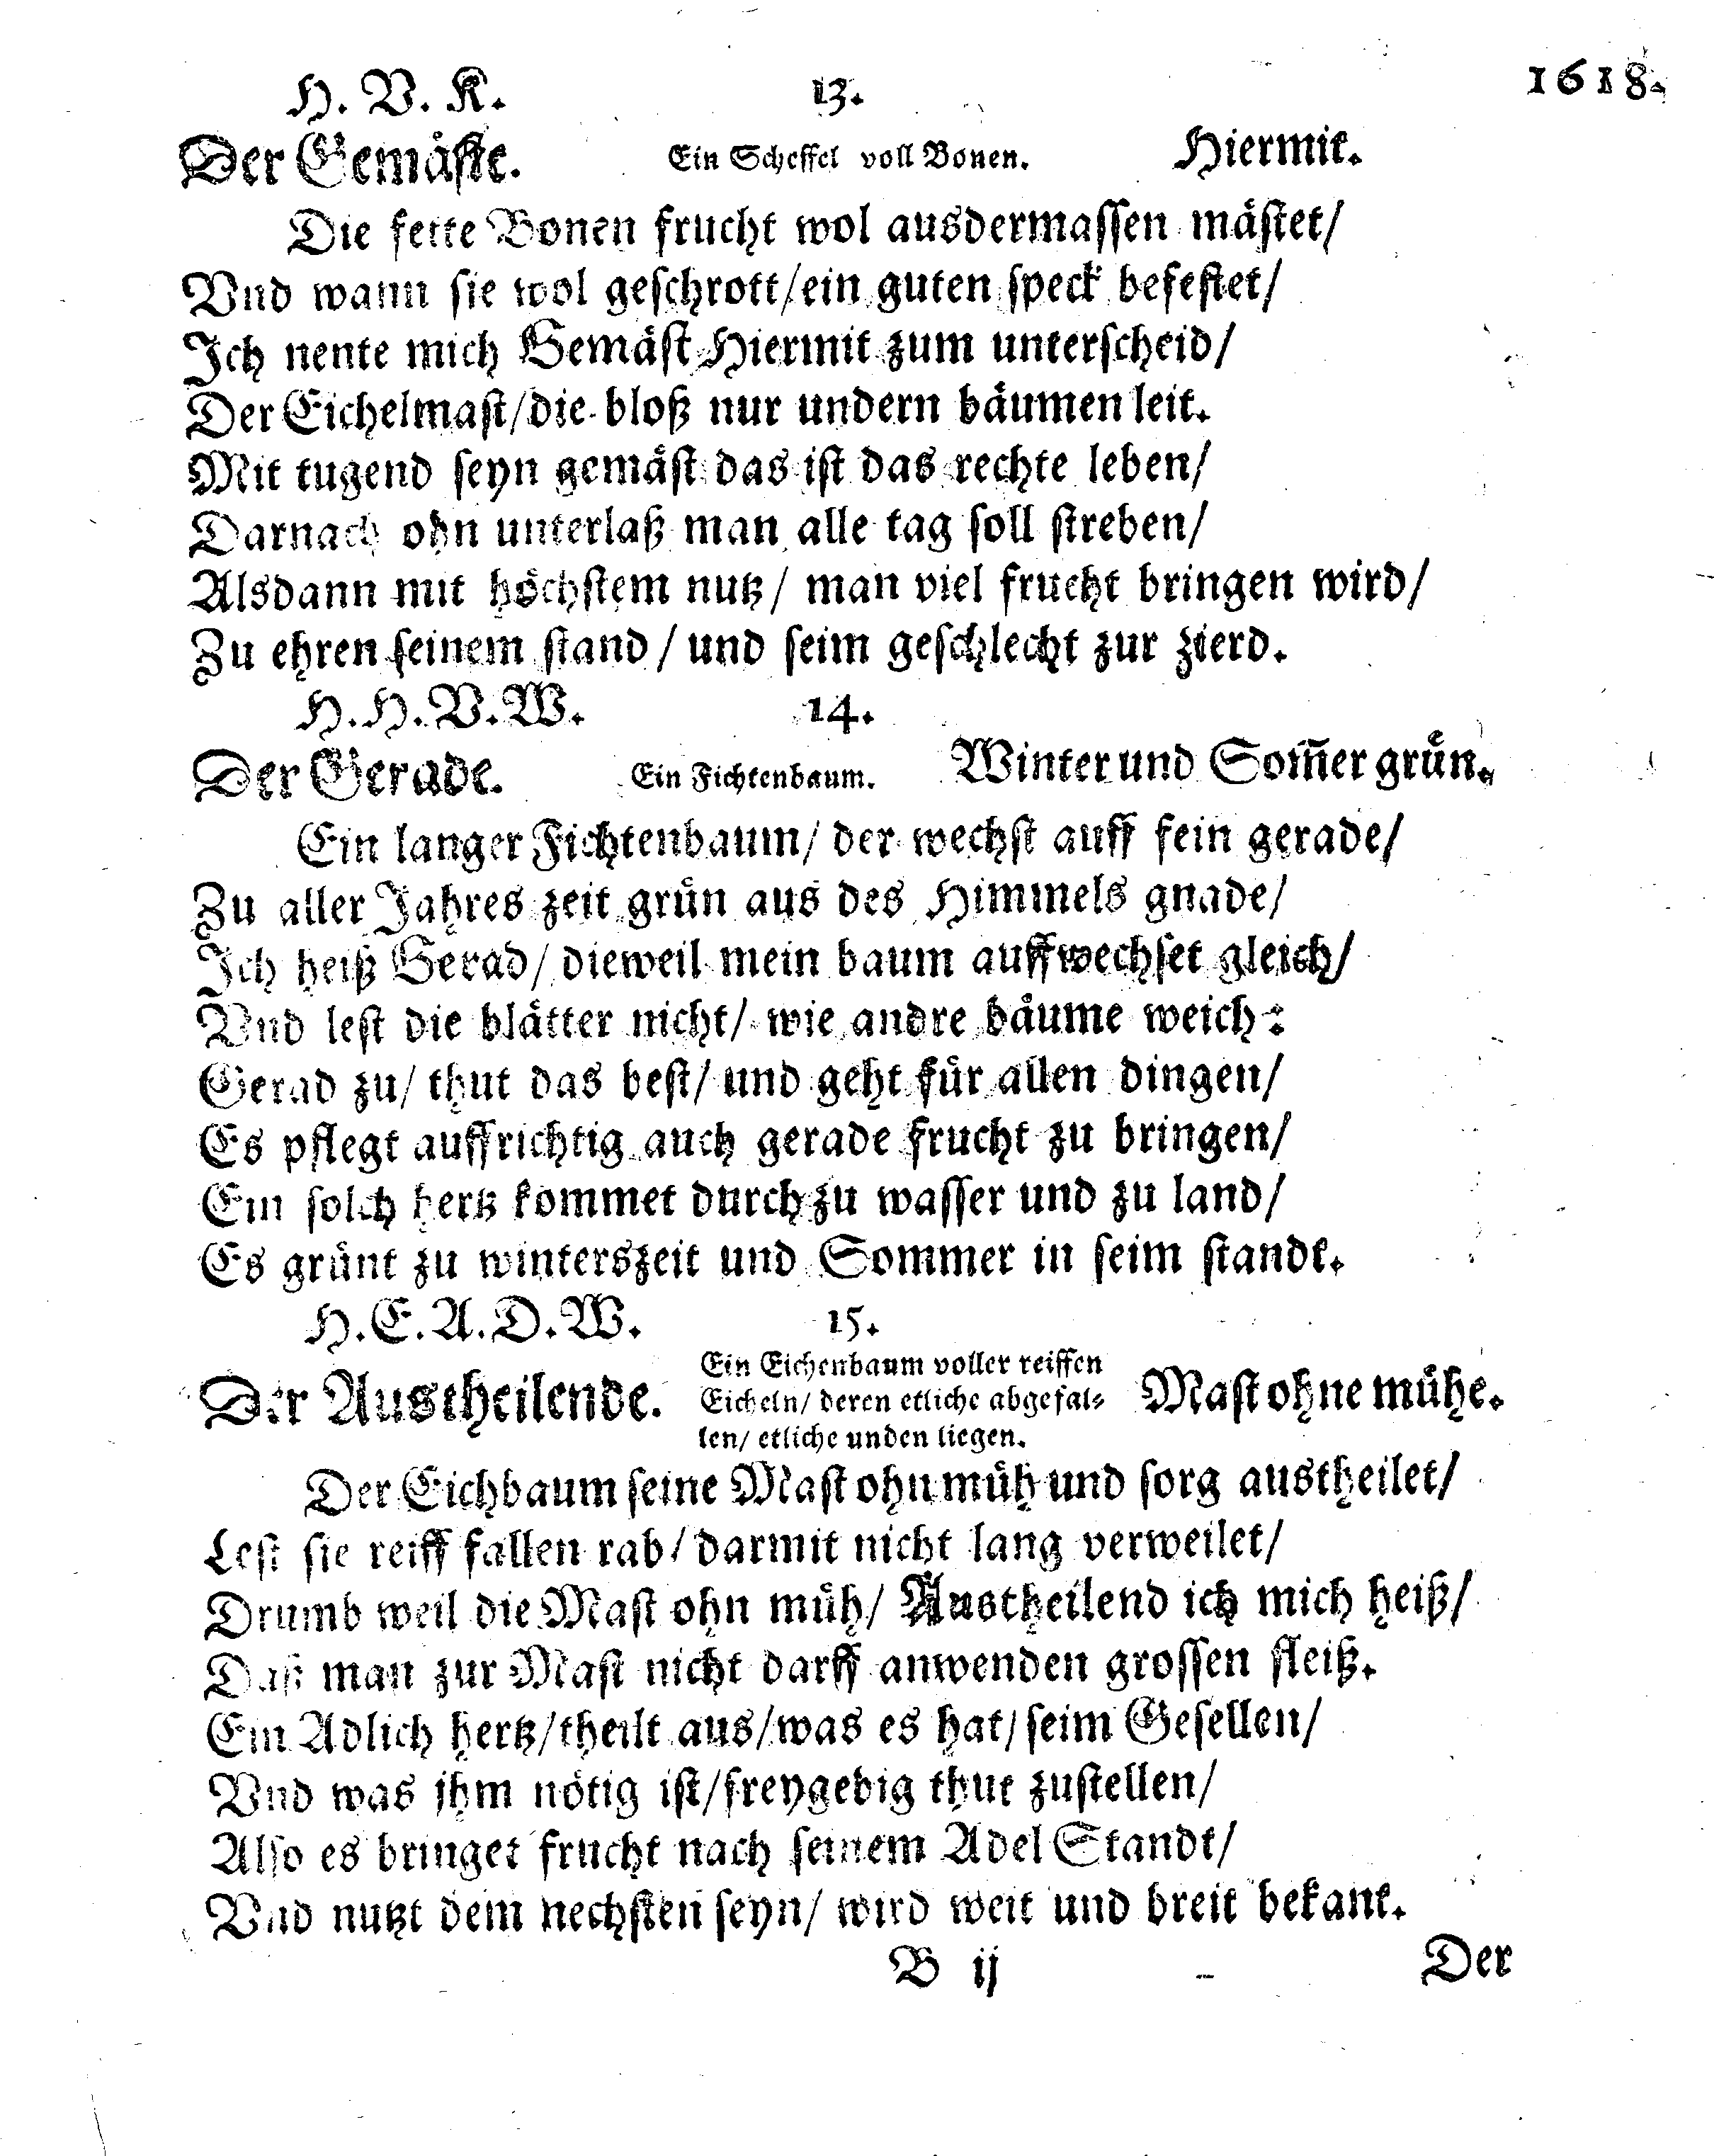 H. V. K. 13. 1618.
Der Gemäste. Ein Scheffel voll Bonen. Hiermit.
Die fette Bonen frucht wol ausdermassen mästet/
Vnd wann sie wol geschrott/ein guten speck befestet/
Ich nente mich Gemäst Hiermit zum unterscheid/
Der Eichelmast/die bloß nur undern bäumen leit.
Mit tugend seyn gemäst das ist das rechte leben/
Darnach ohn unterlaß man alle tag soll streben/
Alsdann mit höchstem nutz/ man viel frucht bringen wird/
Zu ehren seinem stand / und seim geschlecht zur zierd.
H. H. V. W. 14.
Der Gerade. Ein Fichtenbaum. Winter und Som̃er grün.
Ein langer Fichtenbaum/ der wechst auff fein gerade/
Zu aller Jahres zeit grün aus des Himmels gnade/
Ich heiß Gerad/ dieweil mein baum auffwechset gleich/
Vnd lest die blätter nicht/ wie andre bäume weich:
Gerad zu/ thut das best/ und geht für allen dingen/
Es pflegt auffrichtig auch gerade frucht zu bringen/
Ein solch hertz kommet durch zu wasser und zu land/
Es grünt zu winterszeit und Sommer in seim standt.
H. E. A. D. W. 15.
Der Austheilende. Ein Eichenbaum voller reiffen
Eicheln/ deren etliche abgefal-
len/ etliche unden liegen. Mast ohne mühe.
Der Eichbaum seine Mast ohn müh und sorg austheilet/
Lest sie reiff fallen rab/ darmit nicht lang verweilet/
Drumb weil die Mast ohn müh/ Austheilend ich mich heiß/
Daß man zur Mast nicht darff anwenden grossen fleiß.
Ein Adlich hertz/theilt aus/was es hat/seim Gesellen/
Vnd was jhm nötig ist/freygebig thut zustellen/
Also es bringet frucht nach seinem Adel Standt/
Vnd nutzt dem nechsten seyn/ wird weit und breit bekant.
B ij Der